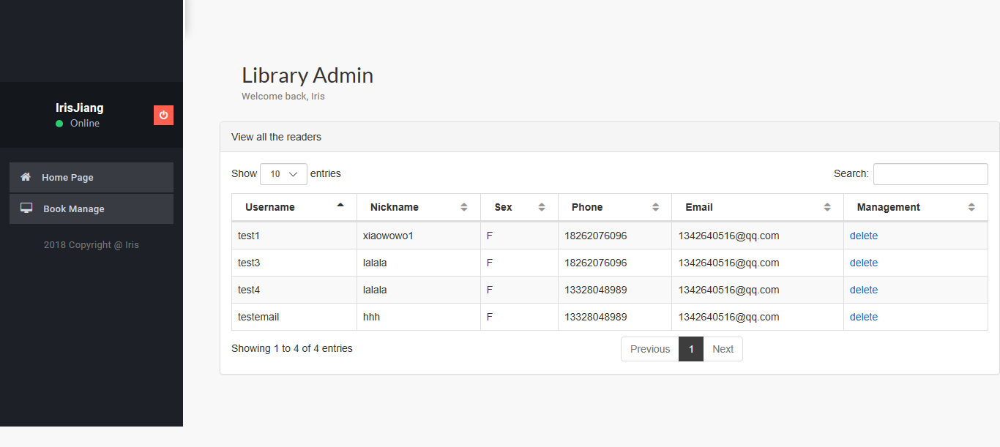 Library Admin
Welcome back, Iris
IrisJiang
Online
Home Page
Book Manage
2018 Copyright @ Iris
View all the readers
Show 10 entries Search:
Username Nickname Sex Phone Email Management
test1 xiaowowo1 F 18262076096 1342640516@qq.com delete
test3 lalala F 18262076096 1342640516@qq.com delete
test4 lalala F 13328048989 1342640516@qq.com delete
testemail hhh F 13328048989 1342640516@qq.com delete
Showing 1 to 4 of 4 entries Previous 1 Next